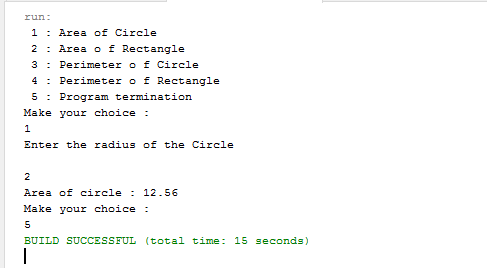 run:
1 : Area of Circle
2 : Area o f Rectangle
3 : Perimeter o f Circle
4 : Perimeter o f Rectangle
5 : Program termination
Make your choice :
1
Enter the radius of the Circle
2
Area of circle : 12.56
Make your choice :
5
BUILD SUCCESSFUL (total time: 15 seconds)